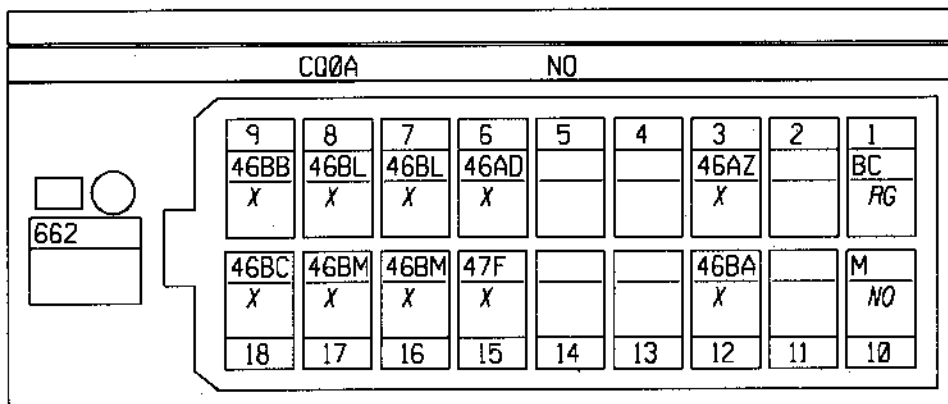 CQ0A NO
9 8 7 6 5 4 3 2 1
46BB 46BL 46BL 46AD 46AZ BC
X X X X X RG
662
46BC 46BM 46BM 47F 46BA M
X X X X X NO
18 17 16 15 14 13 12 11 10